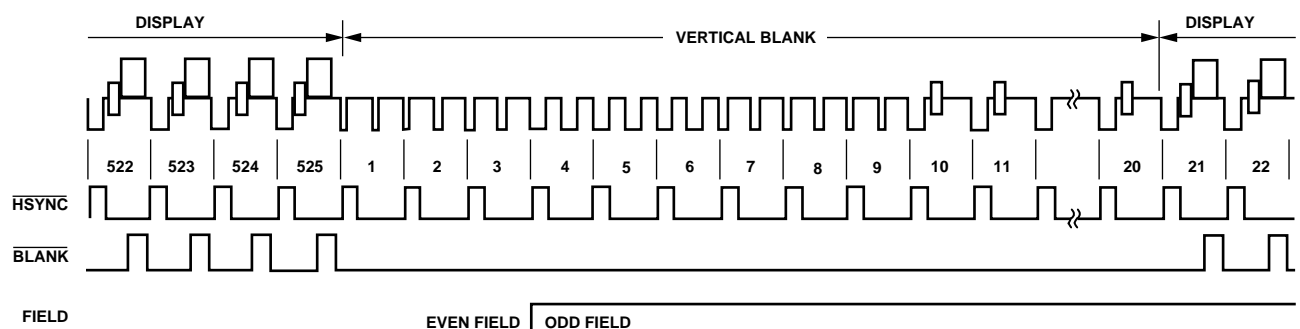 DISPLAY VERTICAL BLANK DISPLAY
522 523 524 525 1 2 3 4 5 6 7 8 9 10 11 20 21 22
HSYNC
BLANK
FIELD EVEN FIELD ODD FIELD